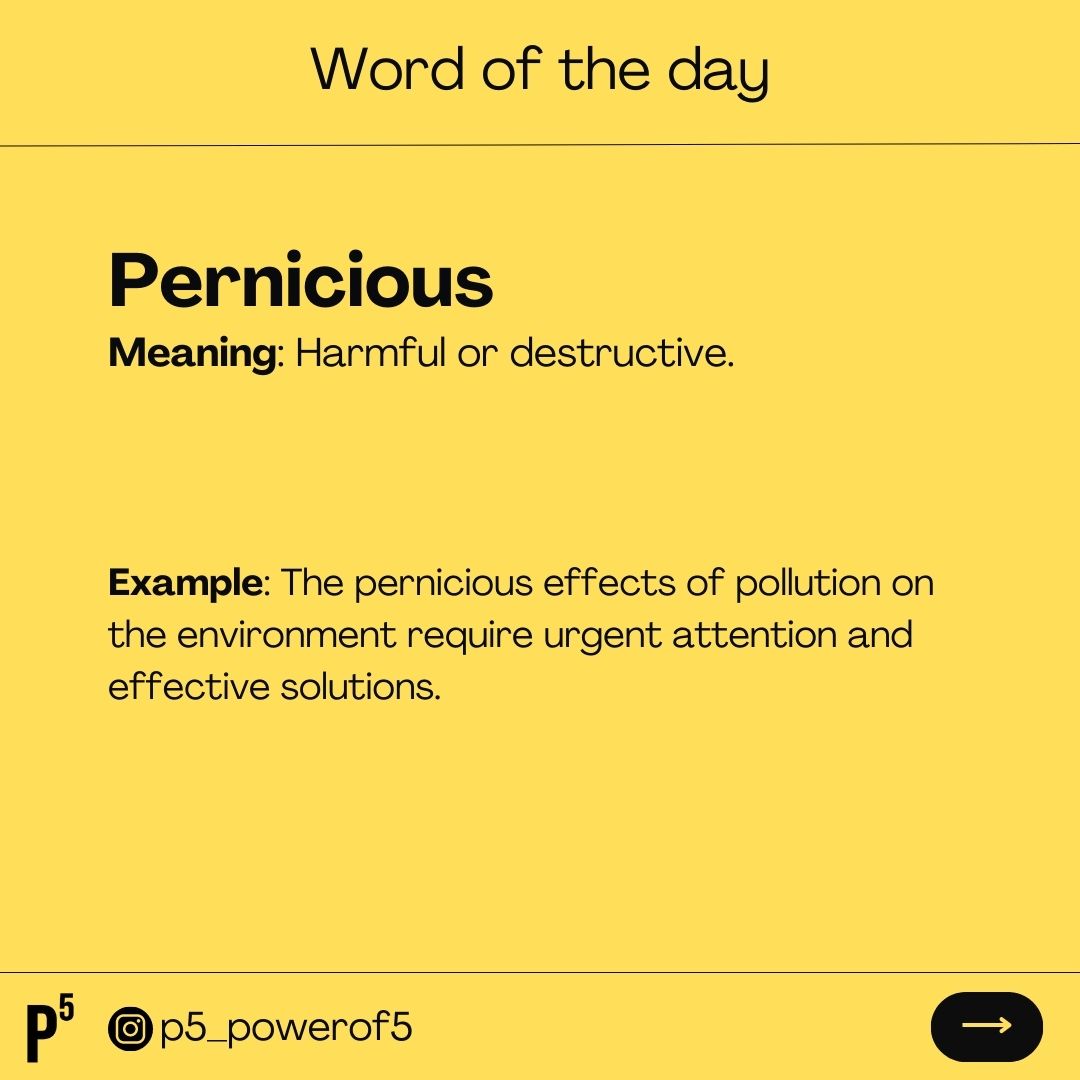 Word of the day
Pernicious
Meaning: Harmful or destructive.
Example: The pernicious effects of pollution on
the environment require urgent attention and
effective solutions.
P5 p5_powerof5